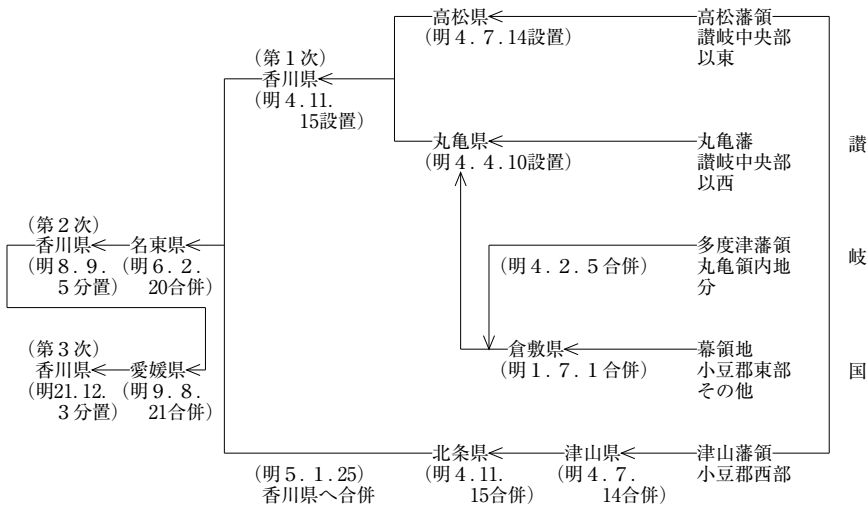 高松県
(明４.７.14設置)
高松藩領
讃岐中央部
以東
(第１次)
香川県
(明４.11.
15設置)
丸亀県
(明４.４.10設置)
丸亀藩
讃岐中央部
以西
讃
岐
国
(第２次)
香川県
(明８.９.
５分置)
名東県
(明６.２.
20合併)
(明４.２.５合併)
多度津藩領
丸亀領内地
分
(第３次)
香川県
(明21.12.
３分置)
愛媛県
(明９.８.
21合併)
倉敷県
(明１.７.１合併)
幕領地
小豆郡東部
その他
(明５.１.25)
香川県へ合併
北条県
(明４.11.
15合併)
津山県
(明４.７.
14合併)
津山藩領
小豆郡西部